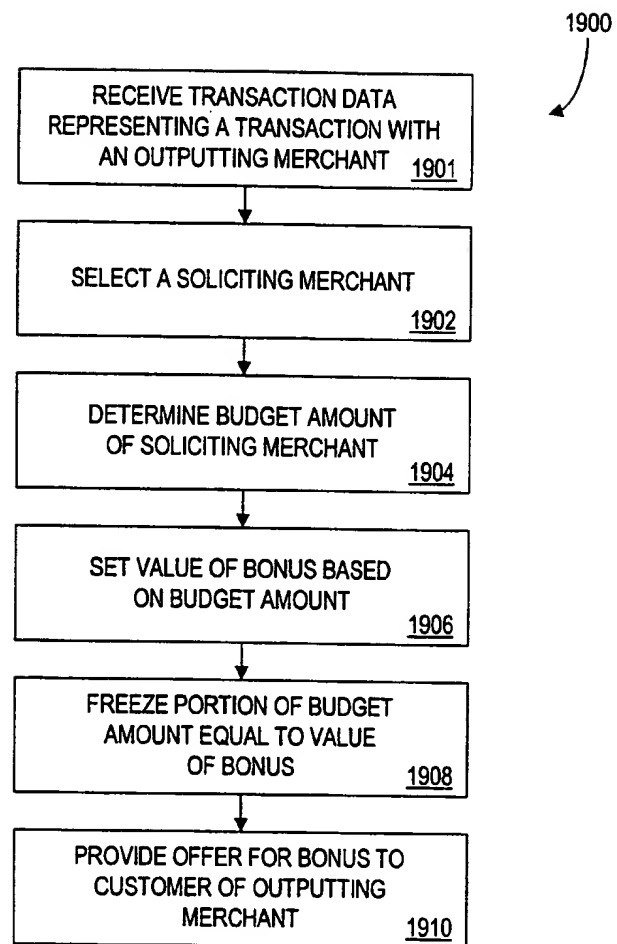 1900
RECEIVE TRANSACTION DATA
REPRESENTING A TRANSACTION WITH
AN OUTPUTTING MERCHANT 1901
SELECT A SOLICITING MERCHANT
1902
DETERMINE BUDGET AMOUNT
OF SOLICITING MERCHANT
1904
SET VALUE OF BONUS BASED
ON BUDGET AMOUNT
1906
FREEZE PORTION OF BUDGET
AMOUNT EQUAL TO VALUE
OF BONUS 1908
PROVIDE OFFER FOR BONUS TO
CUSTOMER OF OUTPUTTING
MERCHANT 1910